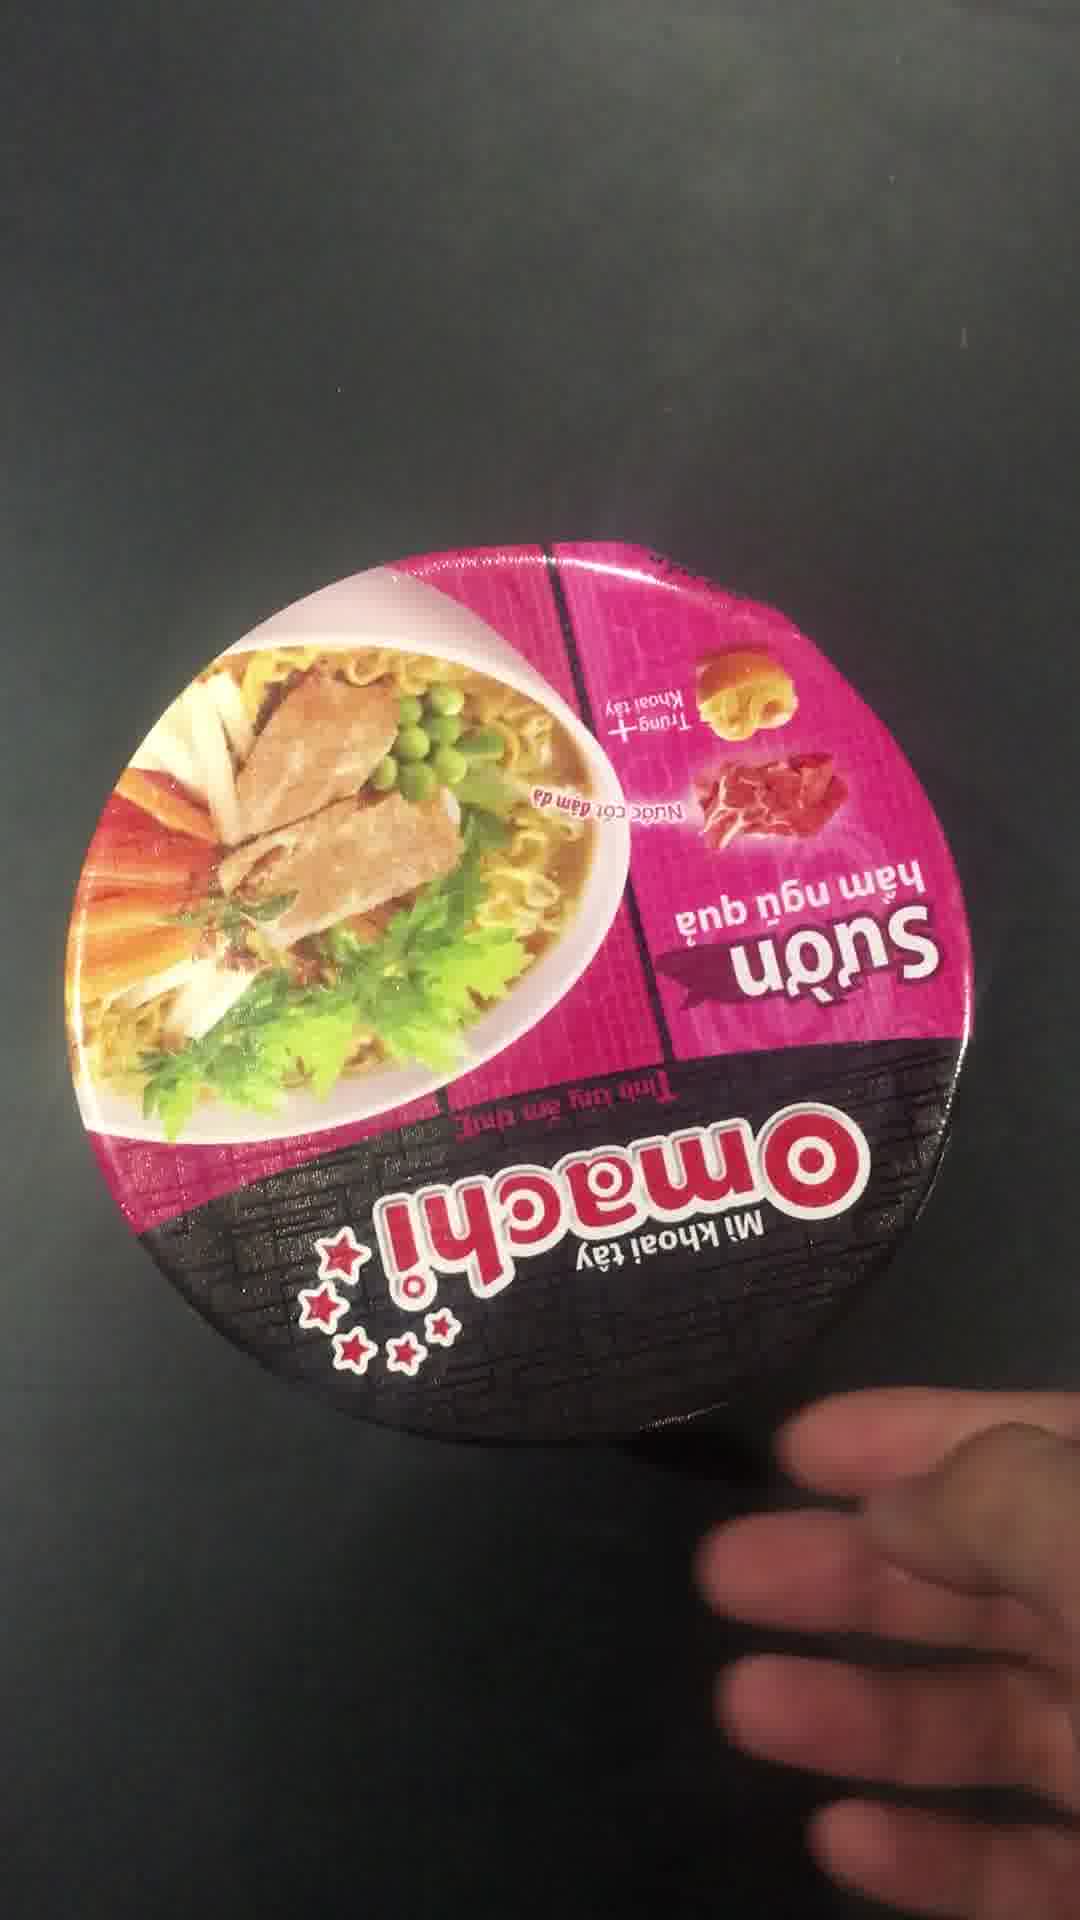 Mì khoai tây
Omachi
Tinh túy ẩm thực
Sườn
hầm ngũ quả
Nước cốt đậm đà
Trứng+
Khoai tây